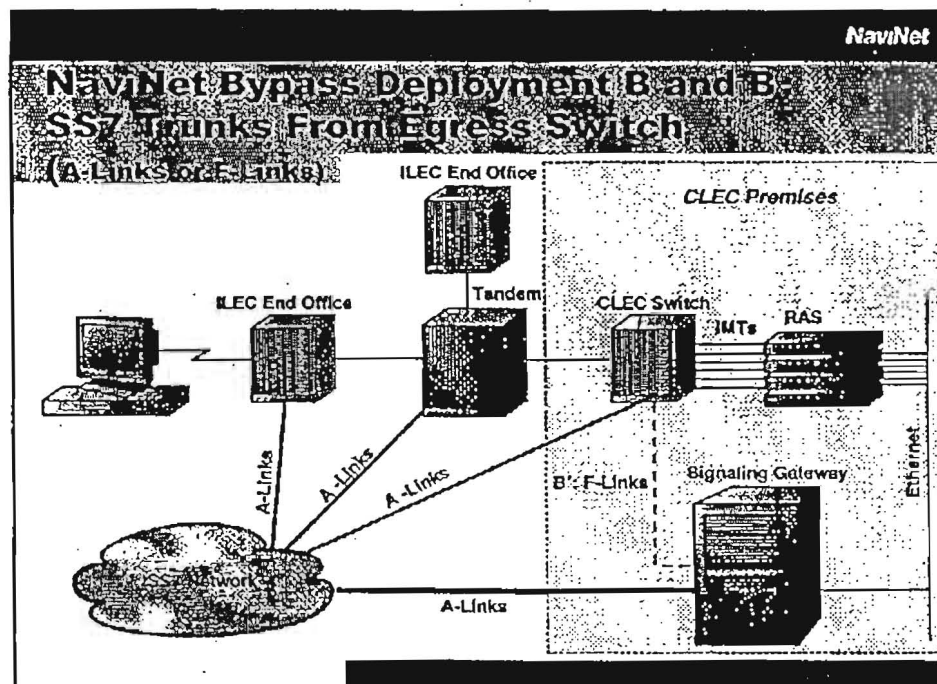 NaviNet
NaviNet Bypass Deployment B and B'
SS7 Trunks From Egress Switch
(A-Links or F-Links)
ILEC End Office
CLEC Premises
ILEC End Office
Tandem
CLEC Switch
IMTs
RAS
A-Links
A-Links
A-Links
B': F-Links
Signaling Gateway
Ethernet
SS7 Network
A-Links